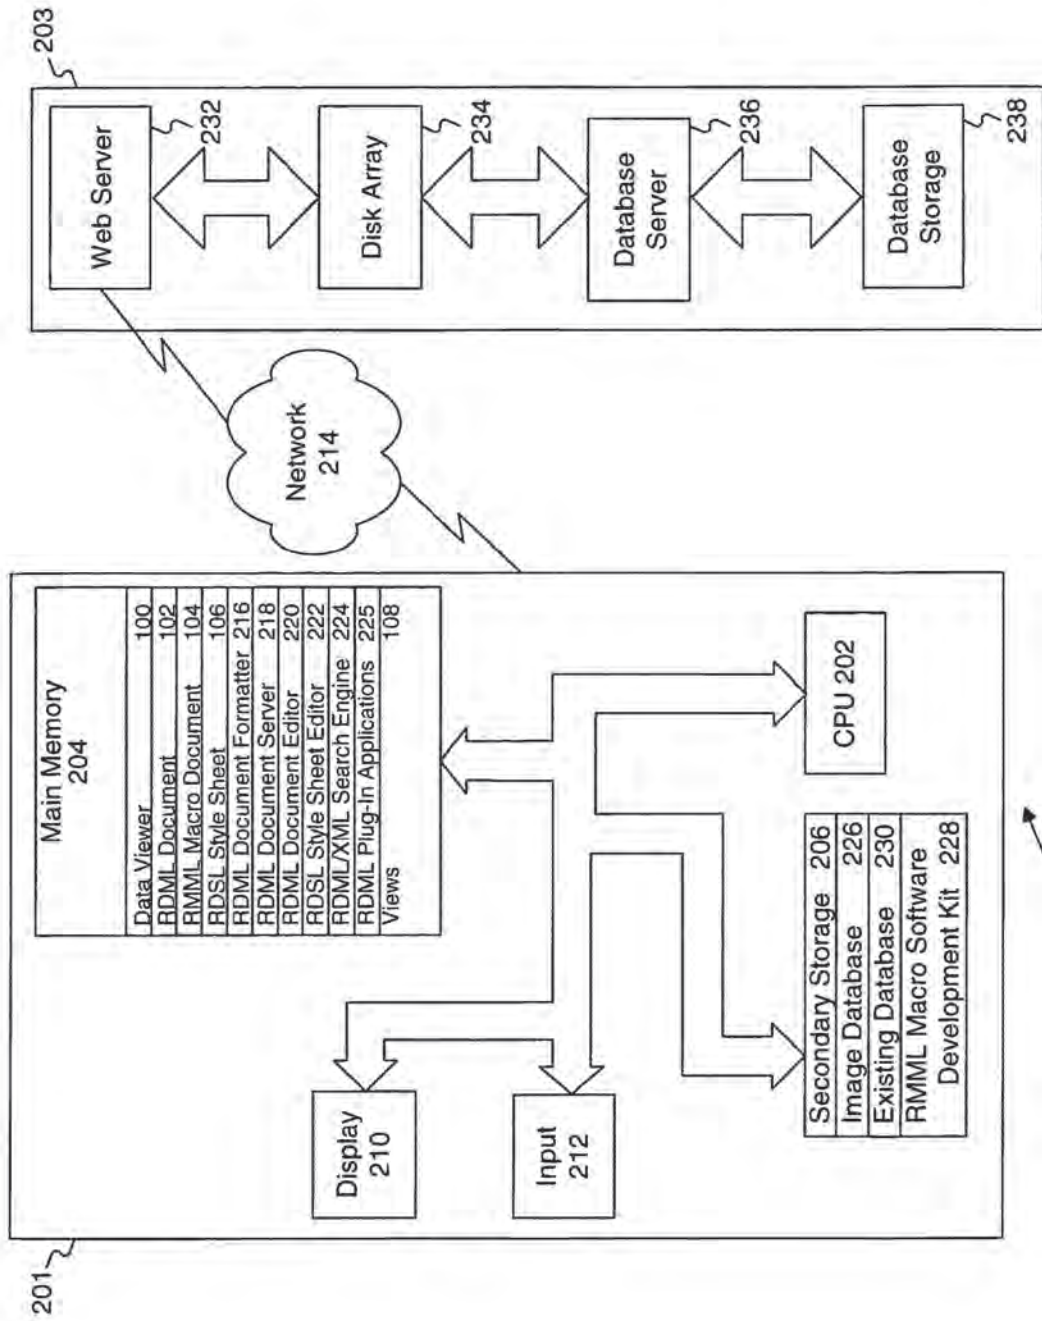 201
Main Memory
204
Data Viewer 100
RDML Document 102
RMML Macro Document 104
RDSL Style Sheet 106
RDML Document Formatter 216
RDML Document Server 218
RDML Document Editor 220
RDSL Style Sheet Editor 222
RDML/XML Search Engine 224
RDML Plug-In Applications 225
Views 108
Display
210
Input
212
Secondary Storage 206
Image Database 226
Existing Database 230
RMML Macro Software
Development Kit 228
CPU 202
Network
214
203
Web Server
232
Disk Array
234
Database
Server
236
Database
Storage
238